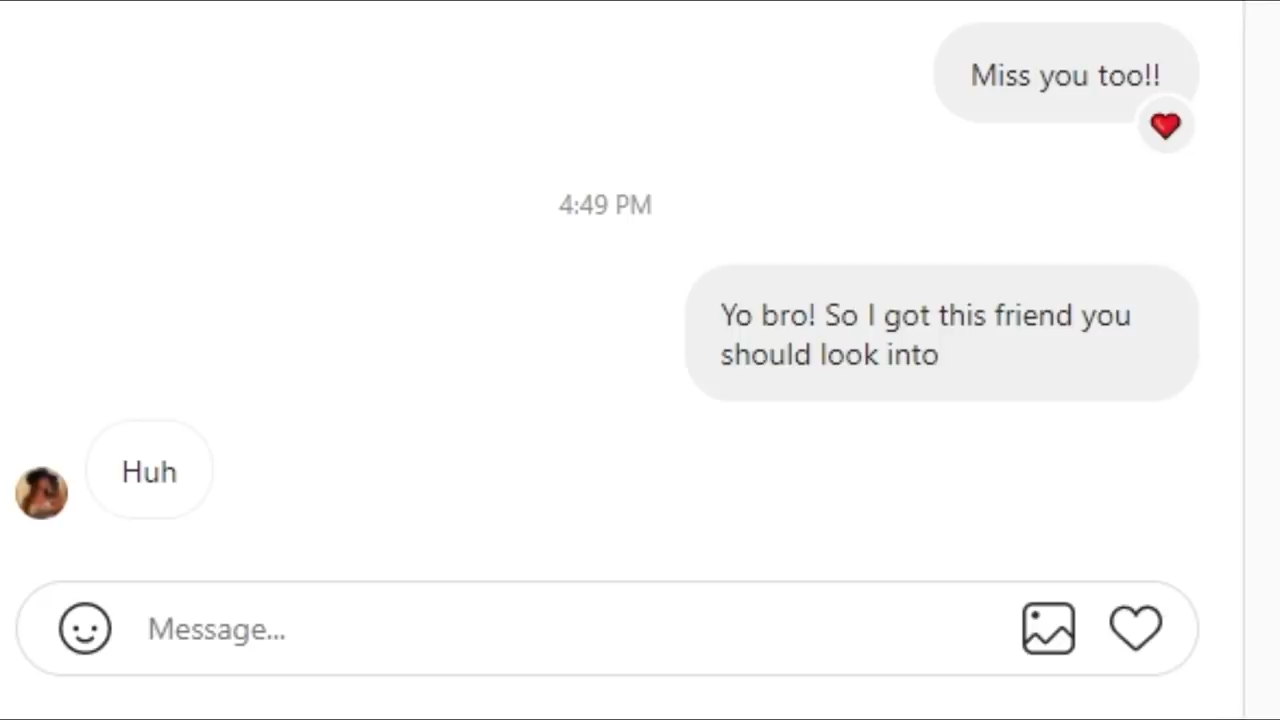 Miss you too!!
4:49 PM
Yo bro! So I got this friend you
should look into
Huh
Message...